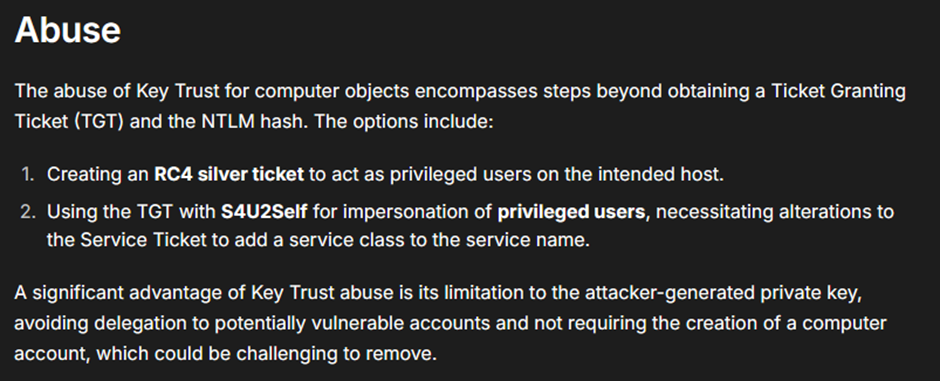 Abuse
The abuse of Key Trust for computer objects encompasses steps beyond obtaining a Ticket Granting
Ticket (TGT) and the NTLM hash. The options include:
1. Creating an RC4 silver ticket to act as privileged users on the intended host.
2. Using the TGT with S4U2Self for impersonation of privileged users, necessitating alterations to
the Service Ticket to add a service class to the service name.
A significant advantage of Key Trust abuse is its limitation to the attacker-generated private key,
avoiding delegation to potentially vulnerable accounts and not requiring the creation of a computer
account, which could be challenging to remove.